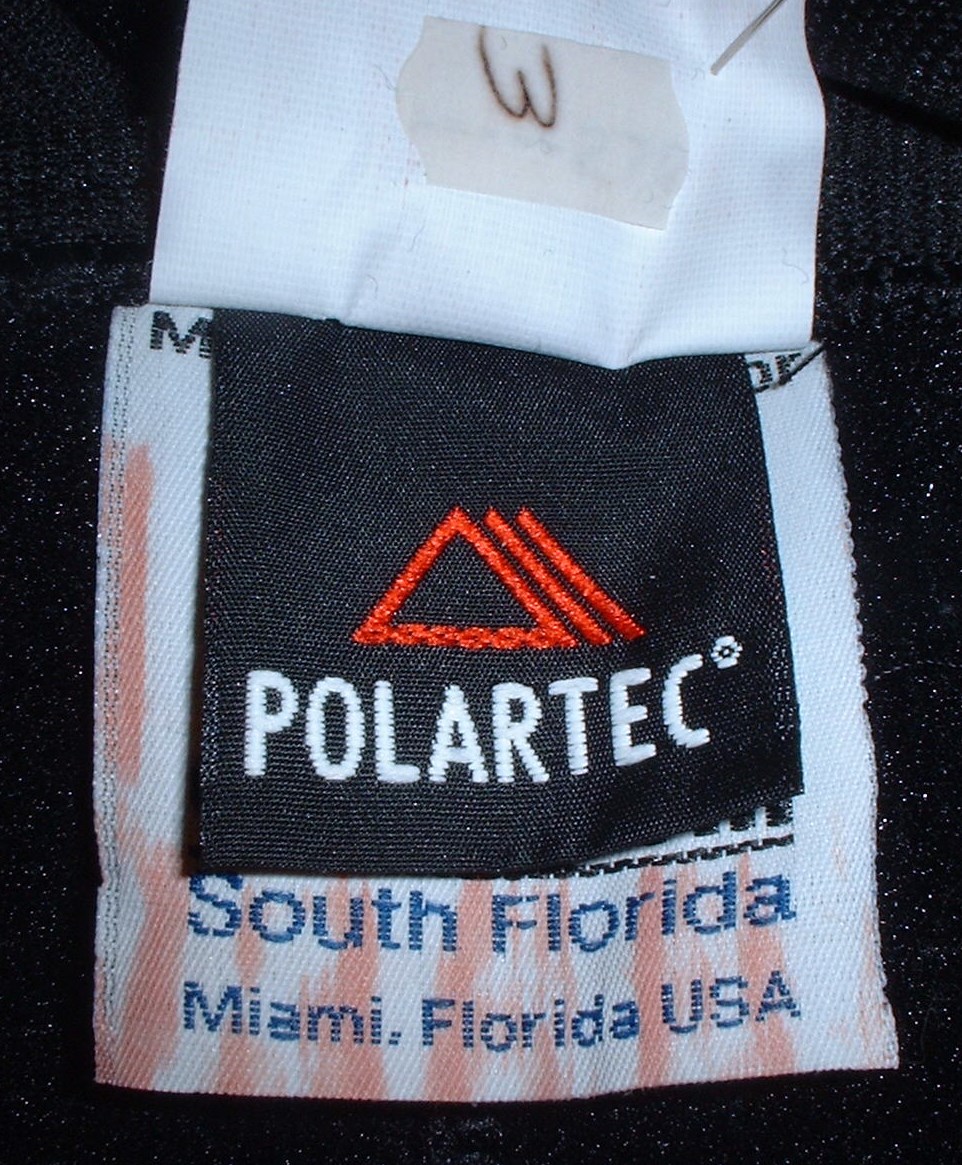 3
POLARTEC®
South Florida
Miami, Florida USA